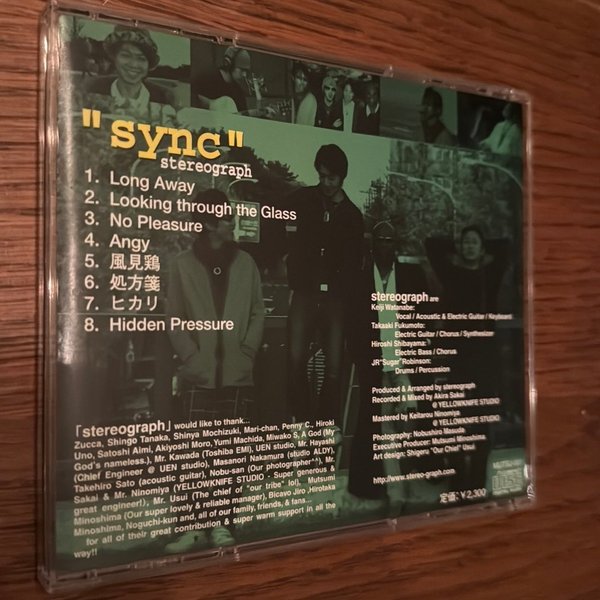 "sync"
stereograph
1. Long Away
2. Looking through the Glass
3. No Pleasure
4. Angy
5. 風見鶏
6. 処方箋
7. ヒカリ
8. Hidden Pressure
stereograph are
Keiji Watanabe:
Vocal / Acoustic & Electric Guitar / Keyboard
Takaaki Fukumoto:
Electric Guitar / Chorus / Synthesizer
Hiroshi Shibayama:
Electric Bass / Chorus
JR"Sugar"Robinson:
Drums / Percussion
Produced & Arranged by stereograph
Recorded & Mixed by Akira Sakai
@ YELLOWKNIFE STUDIO
Mastered by Keitarou Ninomiya
@ YELLOWKNIFE STUDIO
Photography: Nobushiro Masuda
Executive Producer: Mutsumi Minoshima
Art design: Shigeru "Our Chief" Usui
http://www.stereo-graph.com
定価：￥2,300
「stereograph」would like to thank...
Zucca, Shingo Tanaka, Shinya Mochizuki, Mari-chan, Penny C., Hiroki
Uno, Satoshi Aimi, Akiyoshi Moro, Yumi Machida, Miwako S, A God (My
God's nameless.), Mr. Kawada (Toshiba EMI), UEN studio, Mr. Hayashi
(Chief Engineer @ UEN studio), Masanori Nakamura (studio ALDY),
Takehiro Sato (acoustic guitar), Nobu-san (Our photographer^^), Mr.
Sakai & Mr. Ninomiya (YELLOWKNIFE STUDIO - Super generous &
great engineer!), Mr. Usui (The chief of "our tribe" lol), Mutsumi
Minoshima (Our super lovely & reliable manager), Bicavo Jiro ,Hirotaka
Minoshima, Noguchi-kun and, all of our family, friends, & fans...
for all of their great contribution & super warm support in all the
way!!